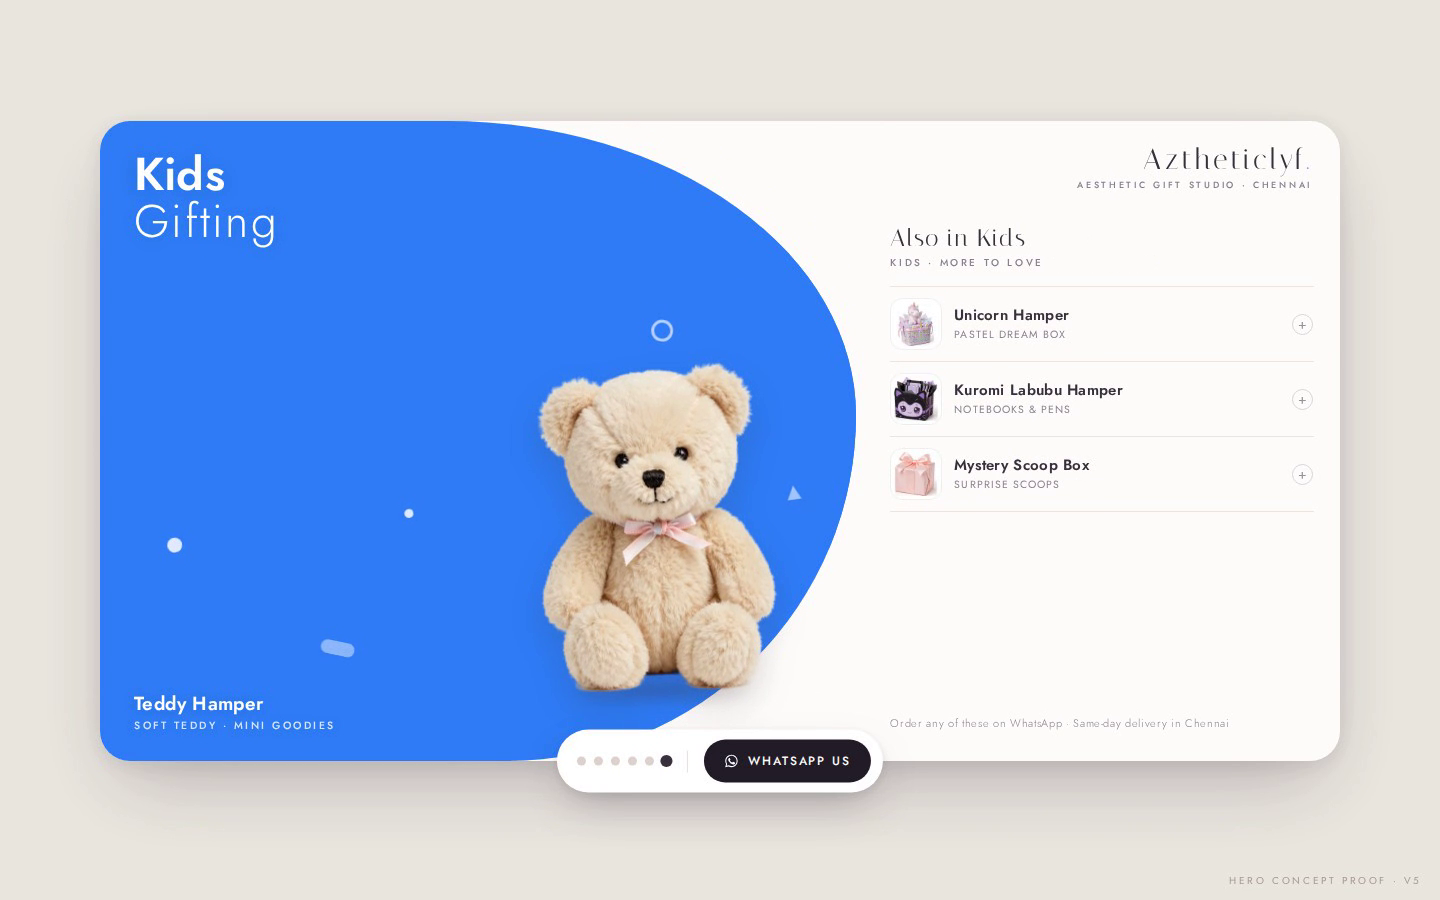 Kids
Gifting
Teddy Hamper
SOFT TEDDY · MINI GOODIES
Aztheticlyf.
AESTHETIC GIFT STUDIO · CHENNAI
Also in Kids
KIDS · MORE TO LOVE
Unicorn Hamper
PASTEL DREAM BOX
Kuromi Labubu Hamper
NOTEBOOKS & PENS
Mystery Scoop Box
SURPRISE SCOOPS
Order any of these on WhatsApp · Same-day delivery in Chennai
WHATSAPP US
HERO CONCEPT PROOF · V5